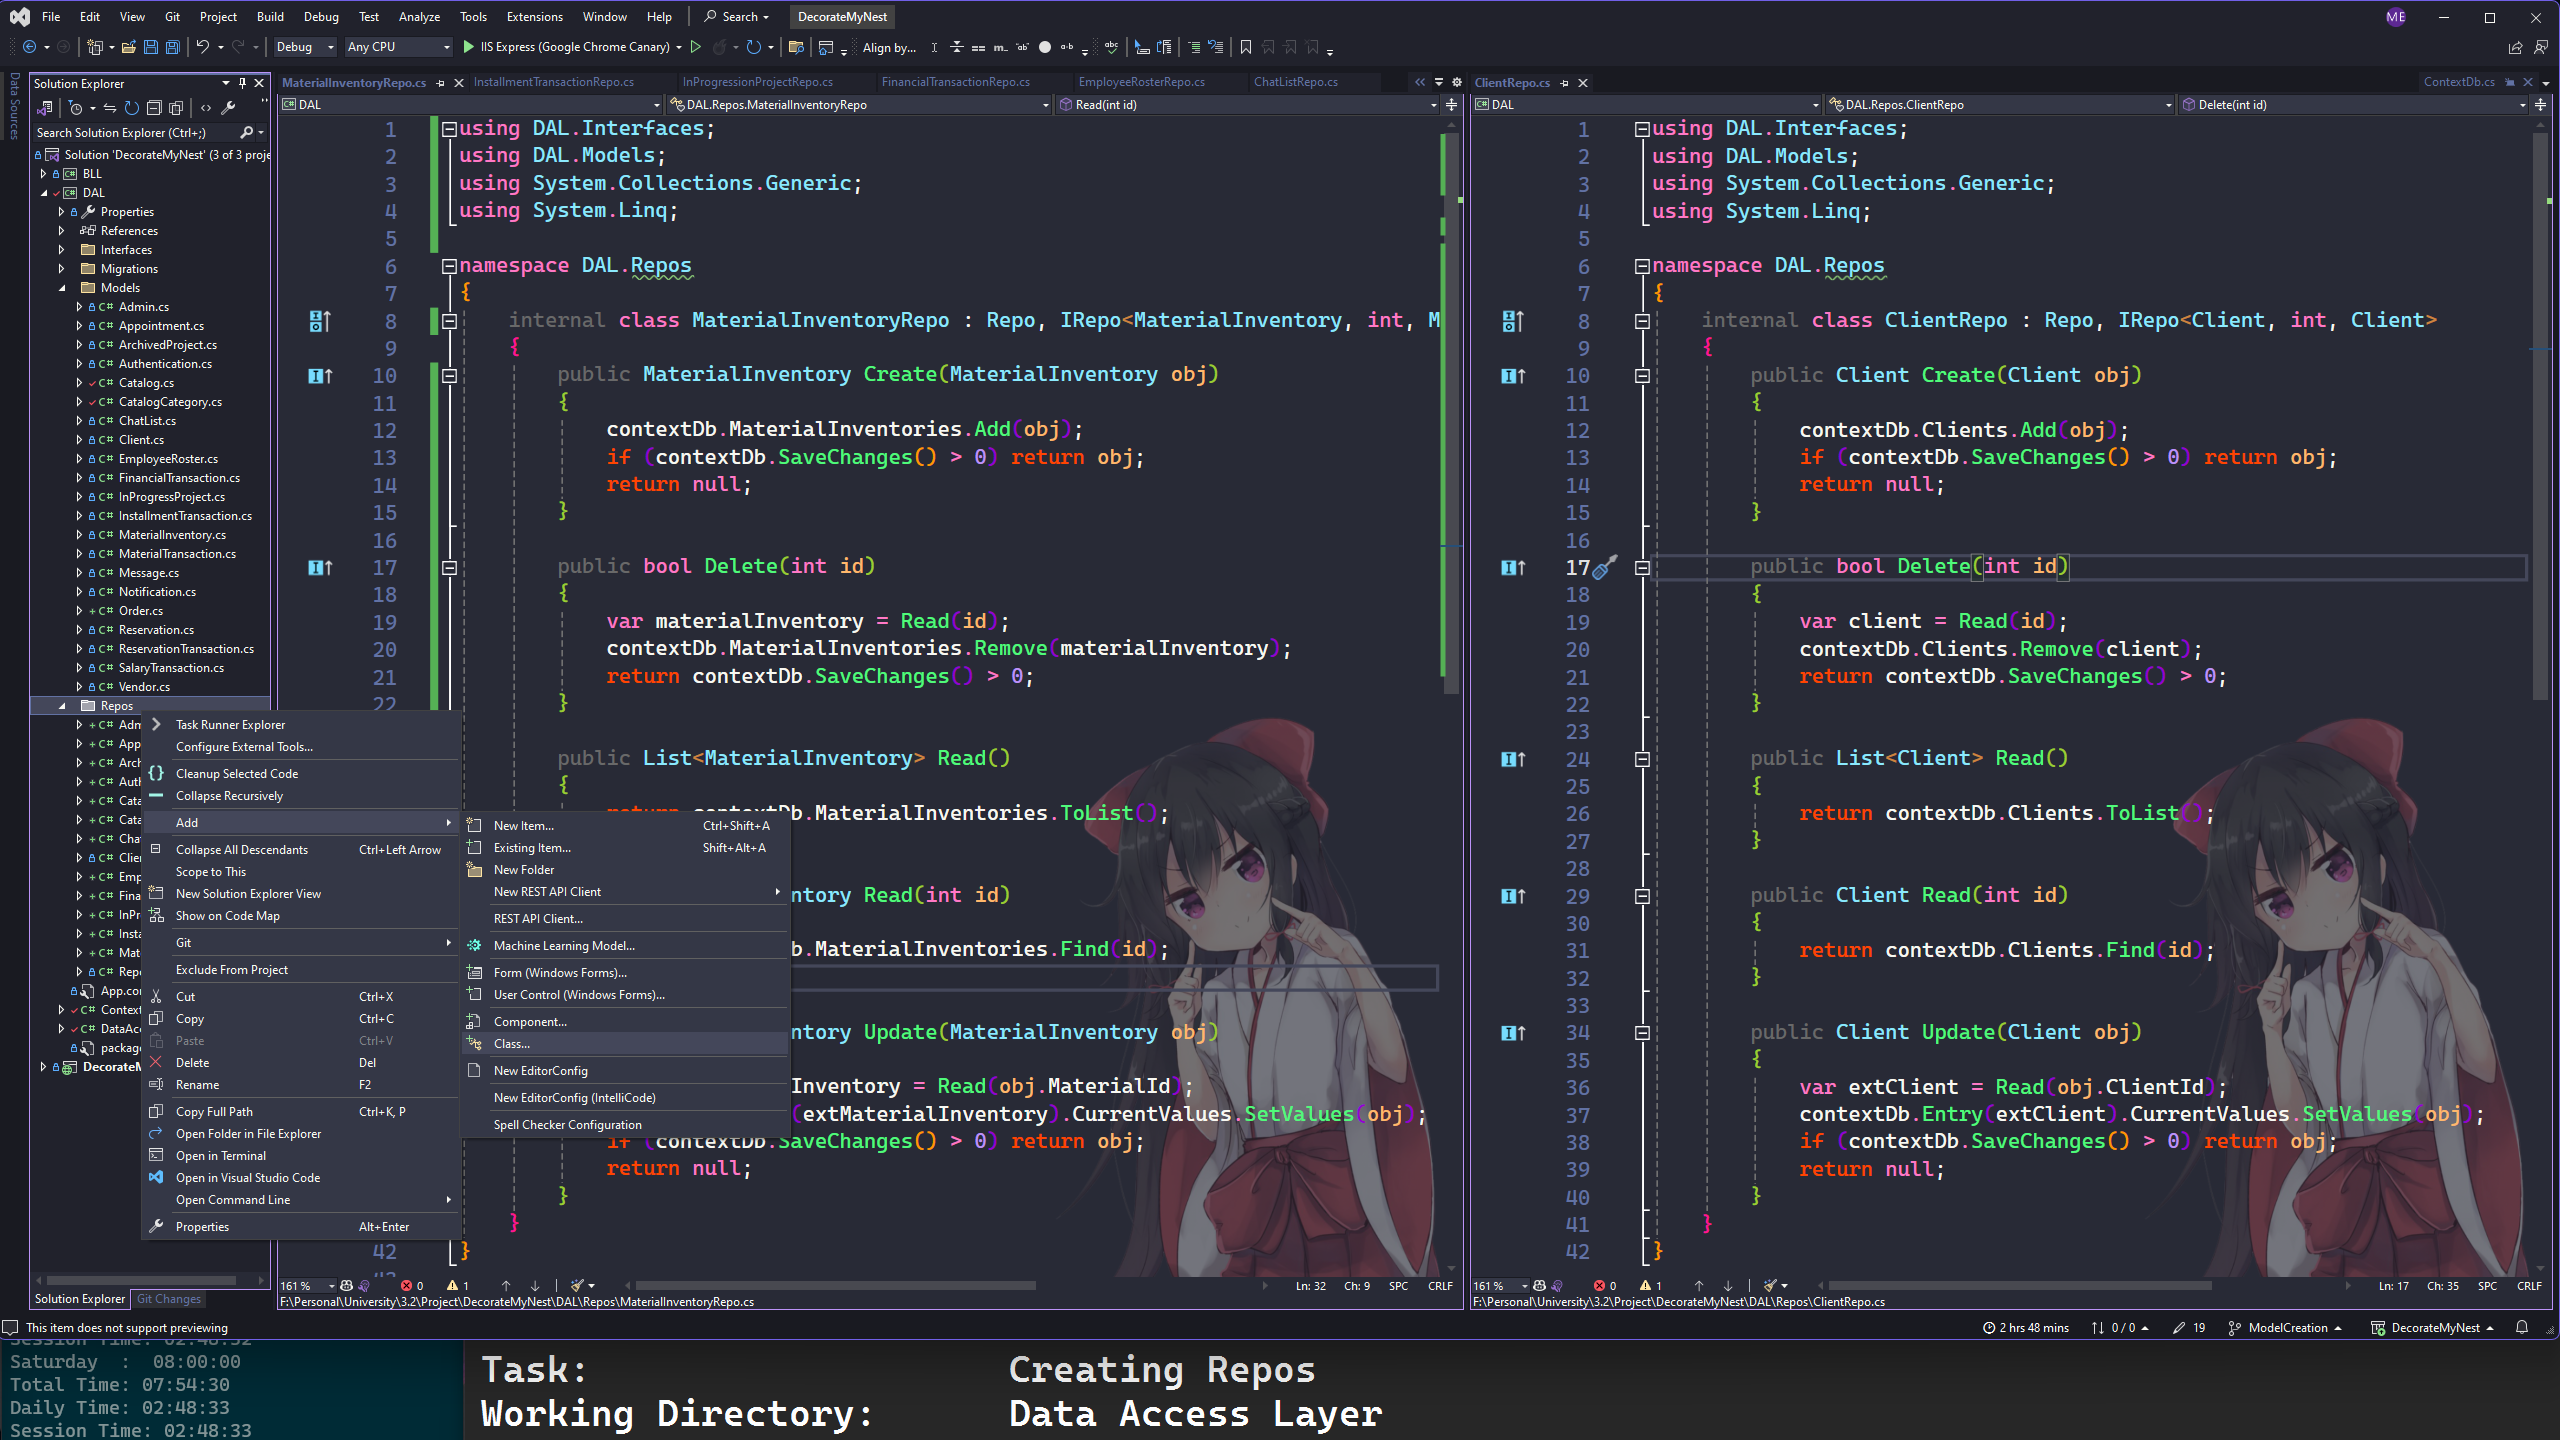 File Edit View Git Project Build Debug Test Analyze Tools Extensions Window Help Search DecorateMyNest ME
Debug Any CPU IIS Express (Google Chrome Canary) Align by...
Data Sources
Solution Explorer
Search Solution Explorer (Ctrl+;)
Solution 'DecorateMyNest' (3 of 3 proje
BLL
DAL
Properties
References
Interfaces
Migrations
Models
C# Admin.cs
C# Appointment.cs
C# ArchivedProject.cs
C# Authentication.cs
C# Catalog.cs
C# CatalogCategory.cs
C# ChatList.cs
C# Client.cs
C# EmployeeRoster.cs
C# FinancialTransaction.cs
C# InProgressProject.cs
C# InstallmentTransaction.cs
C# MaterialInventory.cs
C# MaterialTransaction.cs
C# Message.cs
C# Notification.cs
C# Order.cs
C# Reservation.cs
C# ReservationTransaction.cs
C# SalaryTransaction.cs
C# Vendor.cs
Repos
C# Adm
C# App
C# Arch
C# Auth
C# Cata
C# Cata
C# Chat
C# Clien
C# Emp
C# Fina
C# InPro
C# Insta
C# Mate
C# Repo
App.con
C# Context
C# DataAcc
package
DecorateM
Solution Explorer Git Changes
Task Runner Explorer
Configure External Tools...
Cleanup Selected Code
Collapse Recursively
Add
Collapse All Descendants Ctrl+Left Arrow
Scope to This
New Solution Explorer View
Show on Code Map
Git
Exclude From Project
Cut Ctrl+X
Copy Ctrl+C
Paste Ctrl+V
Delete Del
Rename F2
Copy Full Path Ctrl+K, P
Open Folder in File Explorer
Open in Terminal
Open in Visual Studio Code
Open Command Line
Properties Alt+Enter
New Item... Ctrl+Shift+A
Existing Item... Shift+Alt+A
New Folder
New REST API Client
REST API Client...
Machine Learning Model...
Form (Windows Forms)...
User Control (Windows Forms)...
Component...
Class...
New EditorConfig
New EditorConfig (IntelliCode)
Spell Checker Configuration
MaterialInventoryRepo.cs InstallmentTransactionRepo.cs InProgressionProjectRepo.cs FinancialTransactionRepo.cs EmployeeRosterRepo.cs ChatListRepo.cs
DAL DAL.Repos.MaterialInventoryRepo Read(int id)
1 using DAL.Interfaces;
2 using DAL.Models;
3 using System.Collections.Generic;
4 using System.Linq;
5
6 namespace DAL.Repos
7 {
8 internal class MaterialInventoryRepo : Repo, IRepo<MaterialInventory, int, M
9 {
10 public MaterialInventory Create(MaterialInventory obj)
11 {
12 contextDb.MaterialInventories.Add(obj);
13 if (contextDb.SaveChanges() > 0) return obj;
14 return null;
15 }
16
17 public bool Delete(int id)
18 {
19 var materialInventory = Read(id);
20 contextDb.MaterialInventories.Remove(materialInventory);
21 return contextDb.SaveChanges() > 0;
22 }
public List<MaterialInventory> Read()
{
return contextDb.MaterialInventories.ToList();
ntory Read(int id)
b.MaterialInventories.Find(id);
ntory Update(MaterialInventory obj)
Inventory = Read(obj.MaterialId);
(extMaterialInventory).CurrentValues.SetValues(obj);
if (contextDb.SaveChanges() > 0) return obj;
return null;
}
}
42 }
161 % 0 1 Ln: 32 Ch: 9 SPC CRLF
F:\Personal\University\3.2\Project\DecorateMyNest\DAL\Repos\MaterialInventoryRepo.cs
ClientRepo.cs ContextDb.cs
DAL DAL.Repos.ClientRepo Delete(int id)
1 using DAL.Interfaces;
2 using DAL.Models;
3 using System.Collections.Generic;
4 using System.Linq;
5
6 namespace DAL.Repos
7 {
8 internal class ClientRepo : Repo, IRepo<Client, int, Client>
9 {
10 public Client Create(Client obj)
11 {
12 contextDb.Clients.Add(obj);
13 if (contextDb.SaveChanges() > 0) return obj;
14 return null;
15 }
16
17 public bool Delete(int id)
18 {
19 var client = Read(id);
20 contextDb.Clients.Remove(client);
21 return contextDb.SaveChanges() > 0;
22 }
23
24 public List<Client> Read()
25 {
26 return contextDb.Clients.ToList();
27 }
28
29 public Client Read(int id)
30 {
31 return contextDb.Clients.Find(id);
32 }
33
34 public Client Update(Client obj)
35 {
36 var extClient = Read(obj.ClientId);
37 contextDb.Entry(extClient).CurrentValues.SetValues(obj);
38 if (contextDb.SaveChanges() > 0) return obj;
39 return null;
40 }
41 }
42 }
161 % 0 1 Ln: 17 Ch: 35 SPC CRLF
F:\Personal\University\3.2\Project\DecorateMyNest\DAL\Repos\ClientRepo.cs
This item does not support previewing 2 hrs 48 mins 0 / 0 19 ModelCreation DecorateMyNest
Session Time: 02:48:32
Saturday : 08:00:00
Total Time: 07:54:30
Daily Time: 02:48:33
Session Time: 02:48:33
Task: Creating Repos
Working Directory: Data Access Layer